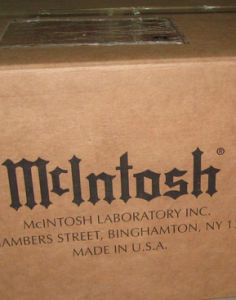 McIntosh®
McINTOSH LABORATORY INC.
AMBERS STREET, BINGHAMTON, NY 1
MADE IN U.S.A.